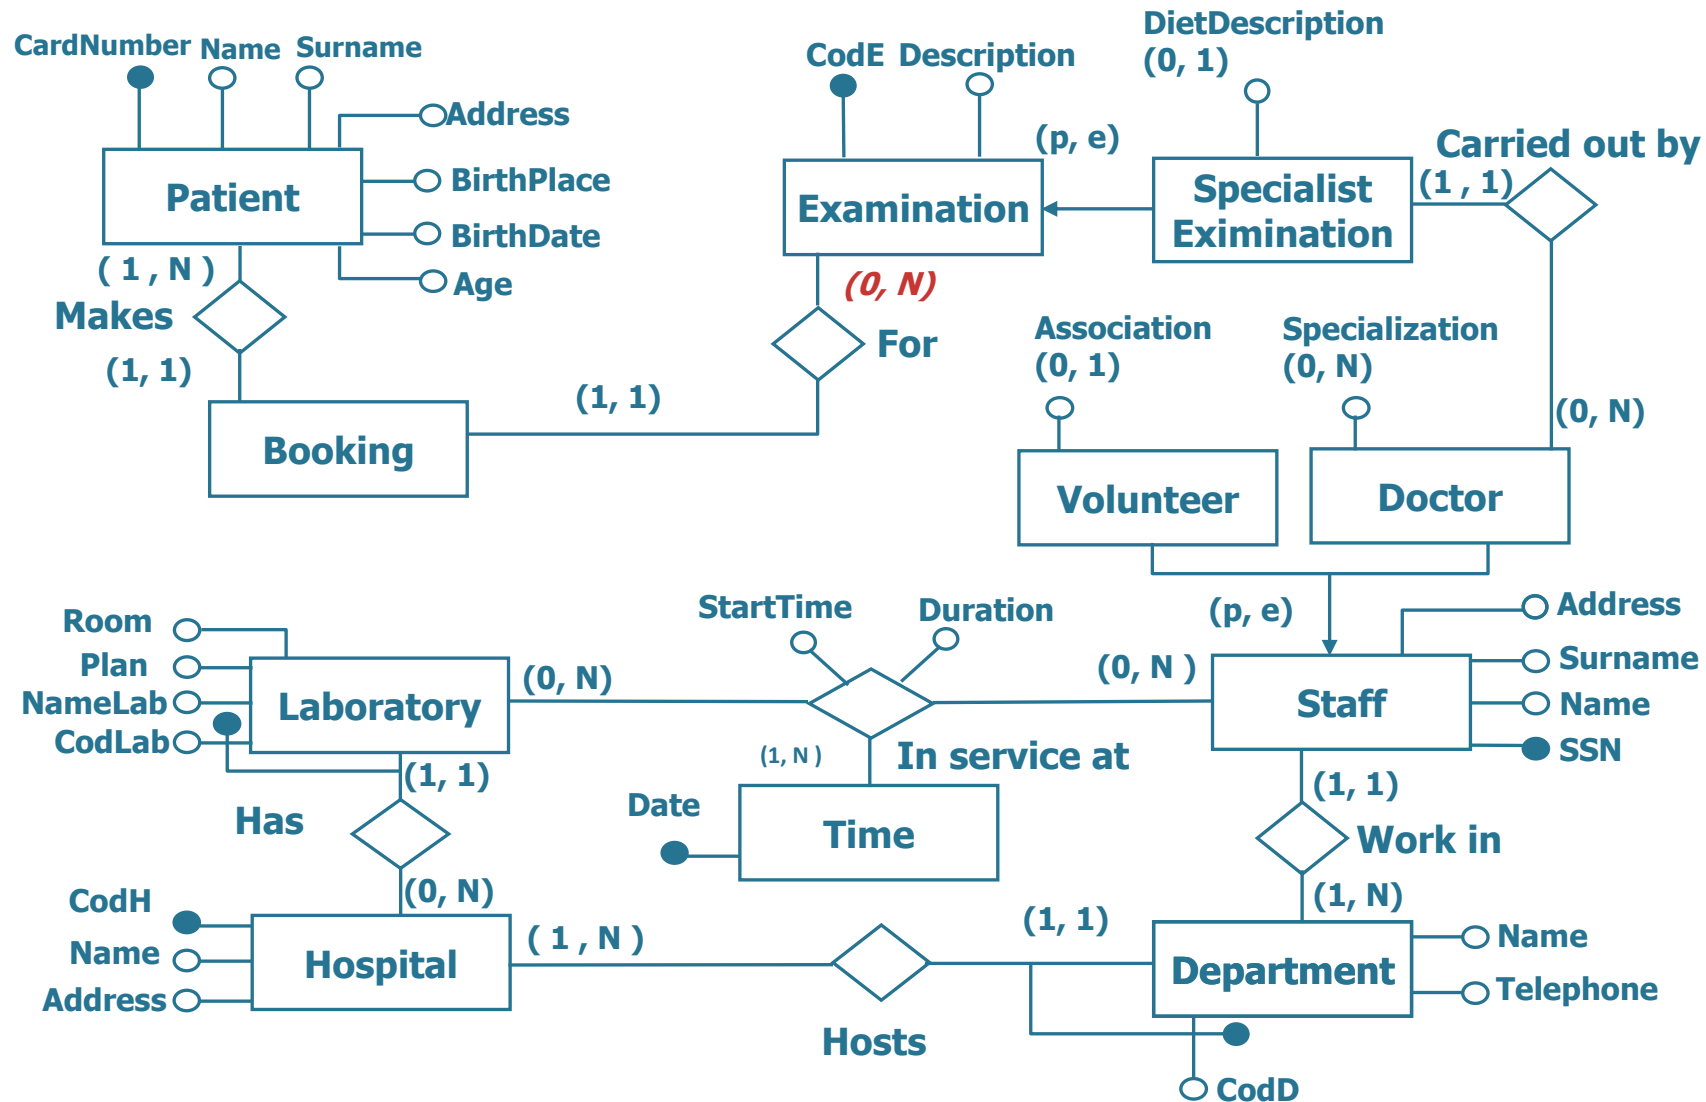 DietDescription
(0, 1)
CardNumber
Name
Surname
CodE
Description
Address
(p, e)
Carried out by
(1 , 1)
BirthPlace
Patient
Examination
Specialist
Eximination
BirthDate
( 1 , N )
Age
(0, N)
Makes
For
Association
(0, 1)
Specialization
(0, N)
(1, 1)
(1, 1)
(0, N)
Booking
Volunteer
Doctor
Room
StartTime
Duration
(p, e)
Address
Plan
(0, N)
(0, N )
Surname
NameLab
Laboratory
Staff
Name
CodLab
(1, 1)
(1, N )
In service at
SSN
(1, 1)
Date
Has
Time
Work in
(0, N)
(1, N)
CodH
(1, 1)
( 1 , N )
Name
Name
Hospital
Department
Address
Telephone
Hosts
CodD